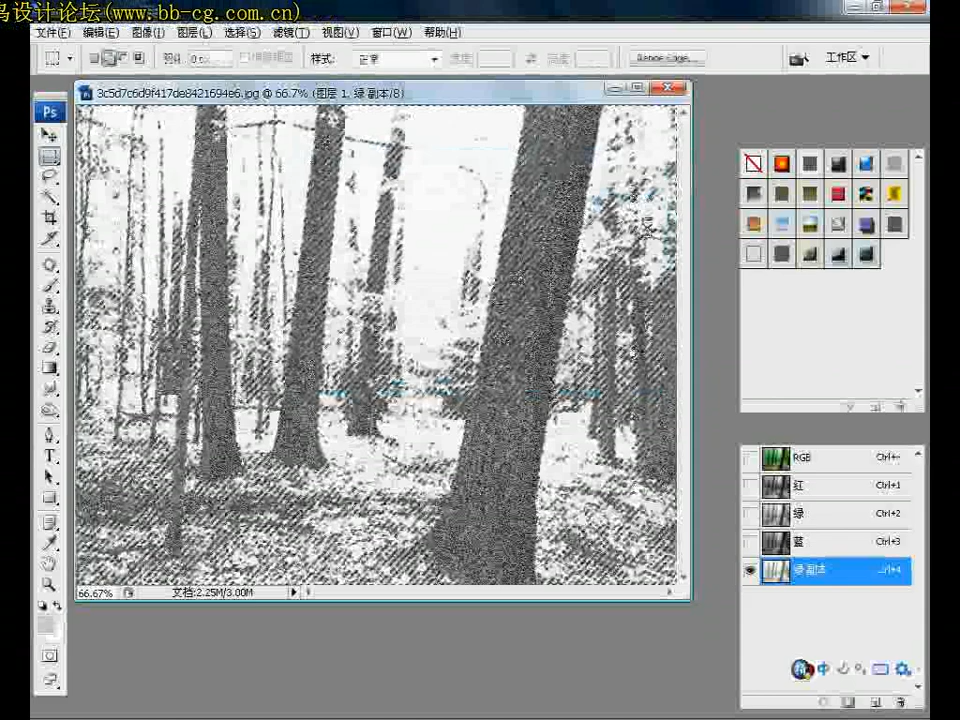 鸟设计论坛(www.bb-cg.com.cn)
文件(F) 编辑(E) 图像(I) 图层(L) 选择(S) 滤镜(T) 视图(V) 窗口(W) 帮助(H)
样式: 正常 工作区
3c5d7c6d9f417de8421694e6.jpg @ 66.7% (图层 1, 绿 副本/8)
Ps
RGB
红 Ctrl+1
绿 Ctrl+2
蓝 Ctrl+3
绿 副本 Ctrl+4
66.67% 文档:2.25M/3.00M
中